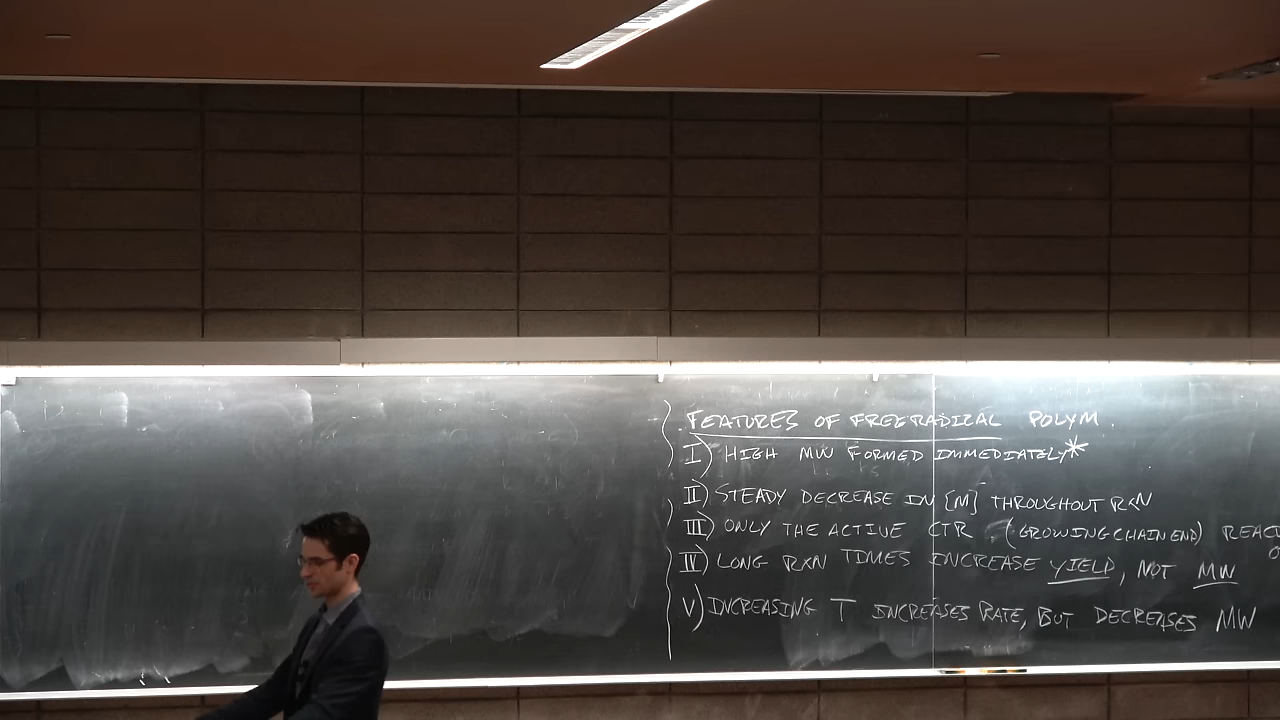 FEATURES OF FREE RADICAL POLYM.
I) HIGH MW FORMED IMMEDIATELY*
II) STEADY DECREASE IN [M] THROUGHOUT RXN
III) ONLY THE ACTIVE CTR (GROWING CHAIN END)
IV) LONG RXN TIMES INCREASE YIELD, NOT MW
V) INCREASING T INCREASES RATE, BUT DECREASES MW